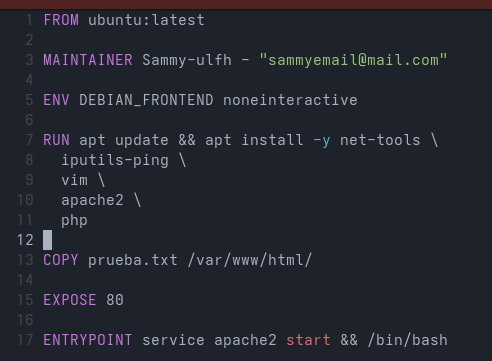 1 FROM ubuntu:latest
2
3 MAINTAINER Sammy-ulfh - "sammyemail@mail.com"
4
5 ENV DEBIAN_FRONTEND noneinteractive
6
7 RUN apt update && apt install -y net-tools \
8 iputils-ping \
9 vim \
10 apache2 \
11 php
12
13 COPY prueba.txt /var/www/html/
14
15 EXPOSE 80
16
17 ENTRYPOINT service apache2 start && /bin/bash